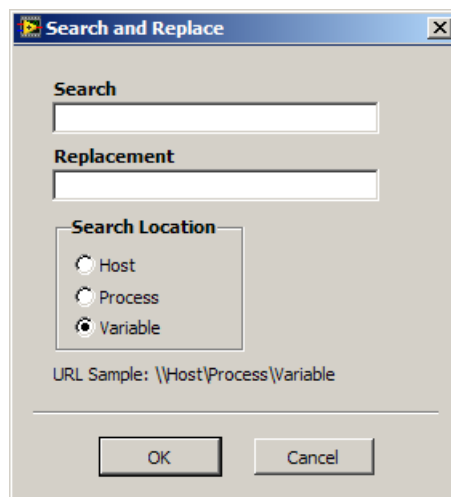 Search and Replace
Search
Replacement
Search Location
Host
Process
Variable
URL Sample: \\Host\Process\Variable
OK
Cancel